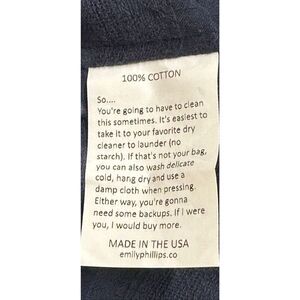 100% COTTON
So....
You're going to have to clean
this sometimes. It's easiest to
take it to your favorite dry
cleaner to launder (no
starch). If that's not your bag,
you can also wash delicate
cold, hang dry and use a
damp cloth when pressing.
Either way, you're gonna
need some backups. If I were
you, I would buy more.
MADE IN THE USA
emilyphillips.co